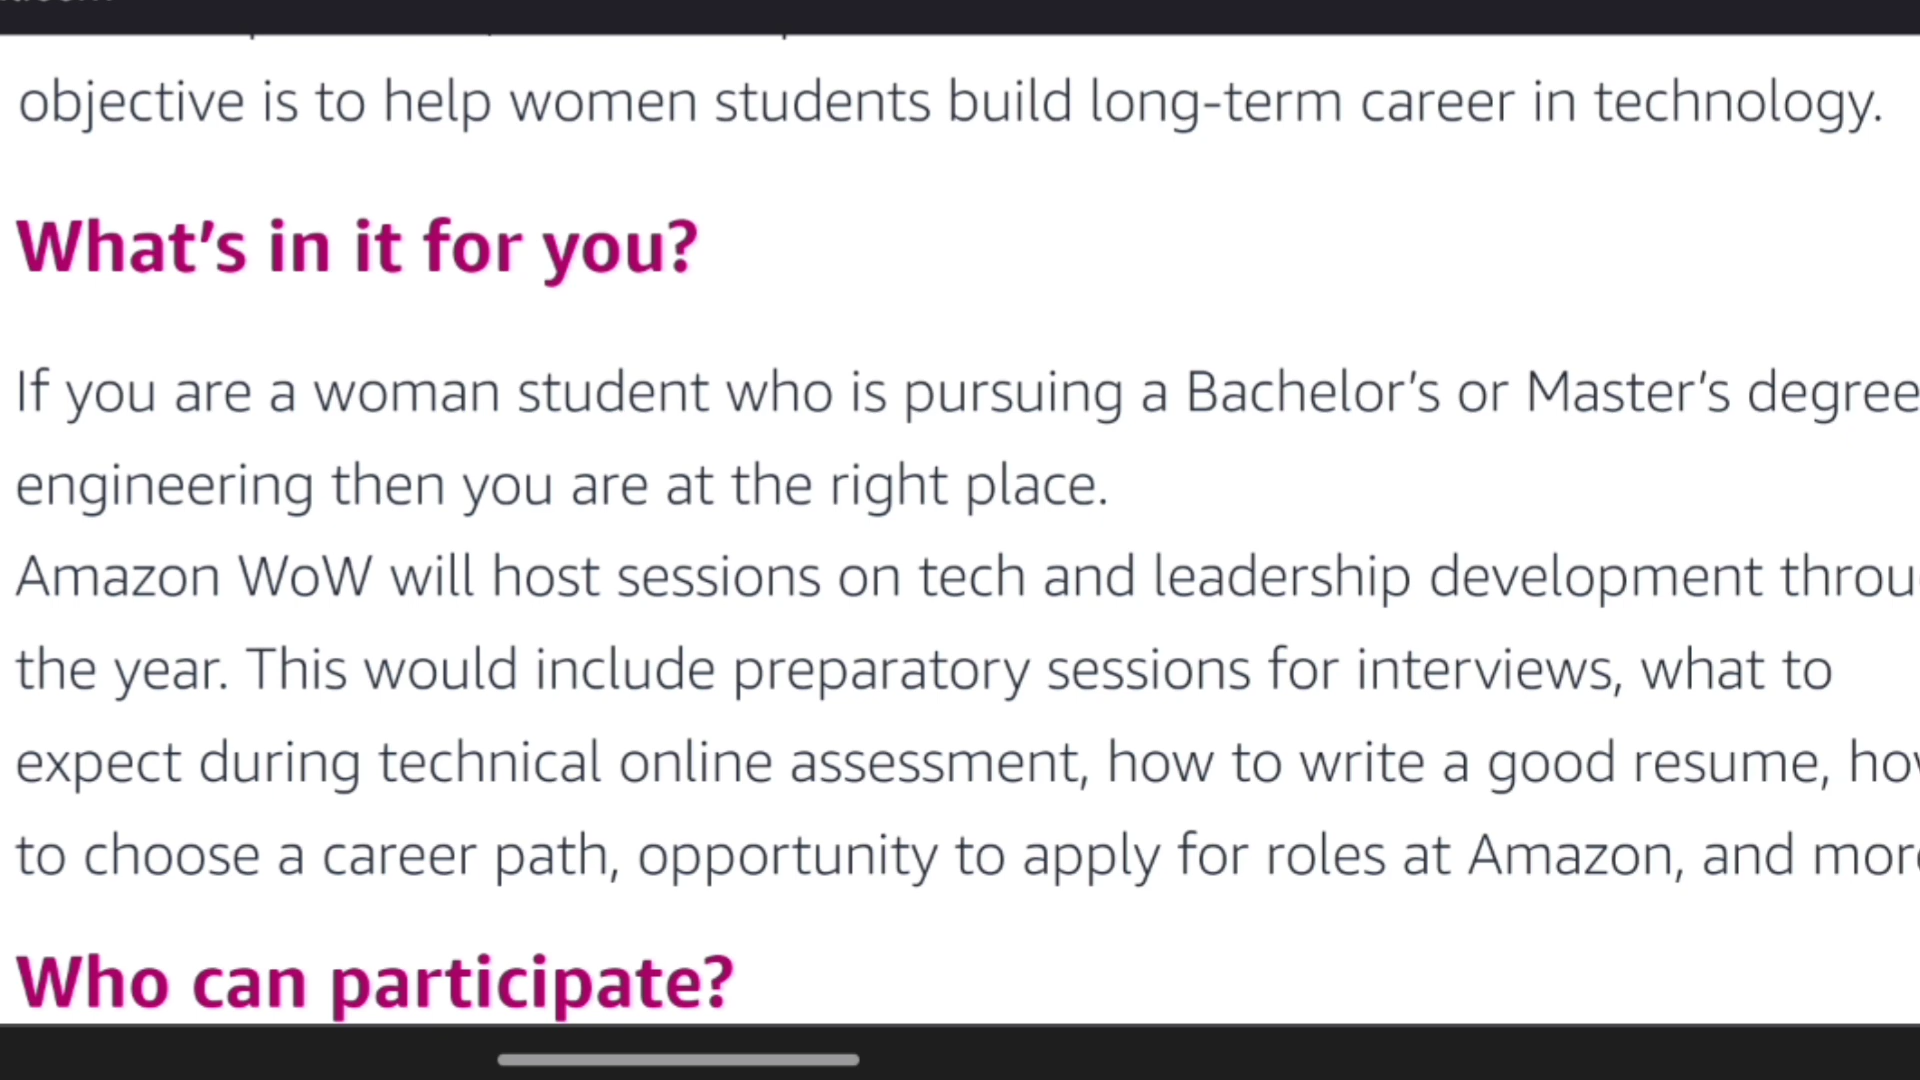 objective is to help women students build long-term career in technology.
What's in it for you?
If you are a woman student who is pursuing a Bachelor's or Master's degree
engineering then you are at the right place.
Amazon WoW will host sessions on tech and leadership development
the year. This would include preparatory sessions for interviews, what to
expect during technical online assessment, how to write a good resume,
to choose a career path, opportunity to apply for roles at Amazon, and
Who can participate?